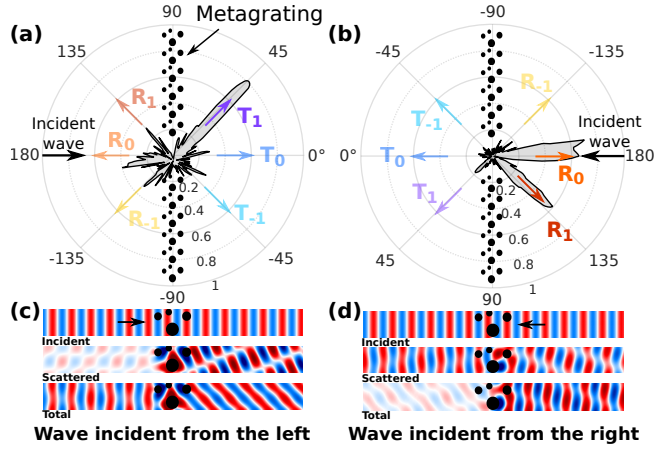 90
Metagrating
-90
(a)
135
45
(b)
-45
-135
R₁
T₁
T₋₁
R₋₁
Incident
wave
R₀
T₀
180
0°
0°
T₀
R₀
Incident
wave
180
R₋₁
T₋₁
T₁
R₁
0.2
0.4
0.6
0.8
1
0.2
0.4
0.6
0.8
1
-135
-45
45
135
-90
90
(c)
(d)
Incident
Scattered
Total
Incident
Scattered
Total
Wave incident from the left
Wave incident from the right